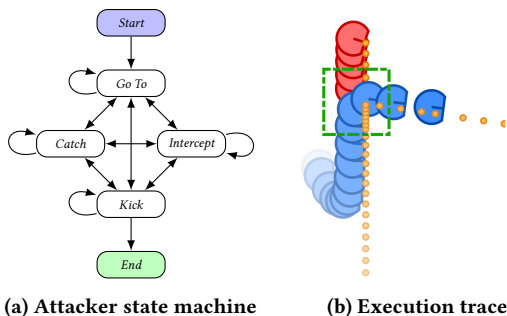 Start
Go To
Catch
Intercept
Kick
End
(a) Attacker state machine
(b) Execution trace